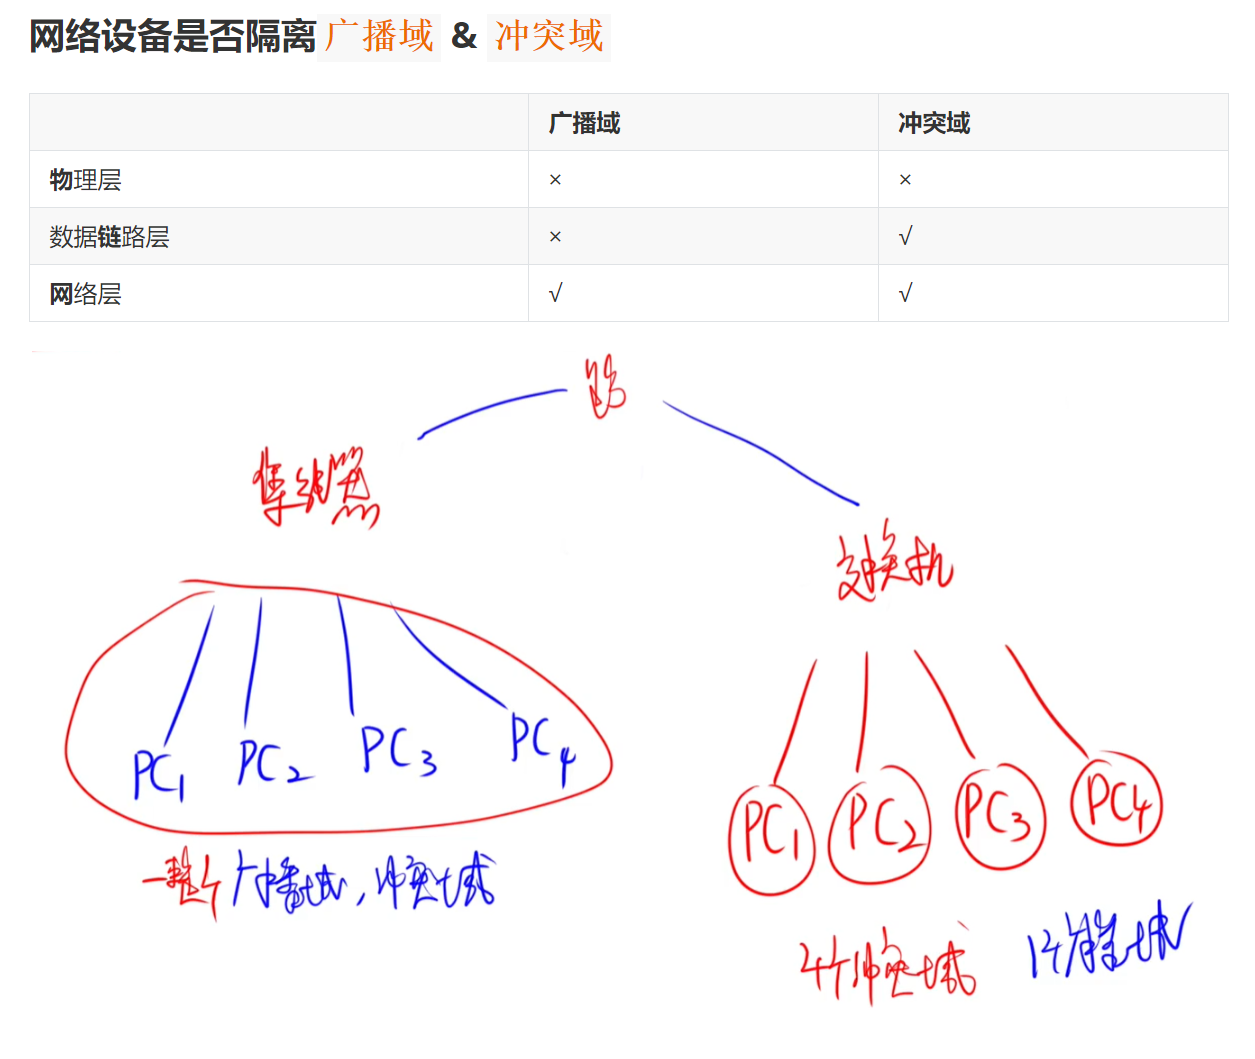 网络设备是否隔离 广播域 & 冲突域
广播域 冲突域
物理层 × ×
数据链路层 × √
网络层 √ √
路
集线器
交换机
PC1 PC2 PC3 PC4
PC1 PC2 PC3 PC4
一整个广播域,冲突域
4个冲突域 1个广播域